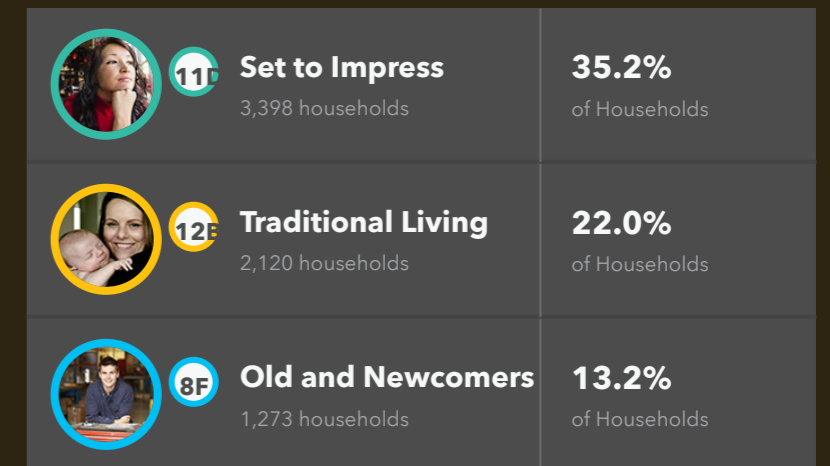 11D
Set to Impress
3,398 households
35.2%
of Households
12B
Traditional Living
2,120 households
22.0%
of Households
8F
Old and Newcomers
1,273 households
13.2%
of Households